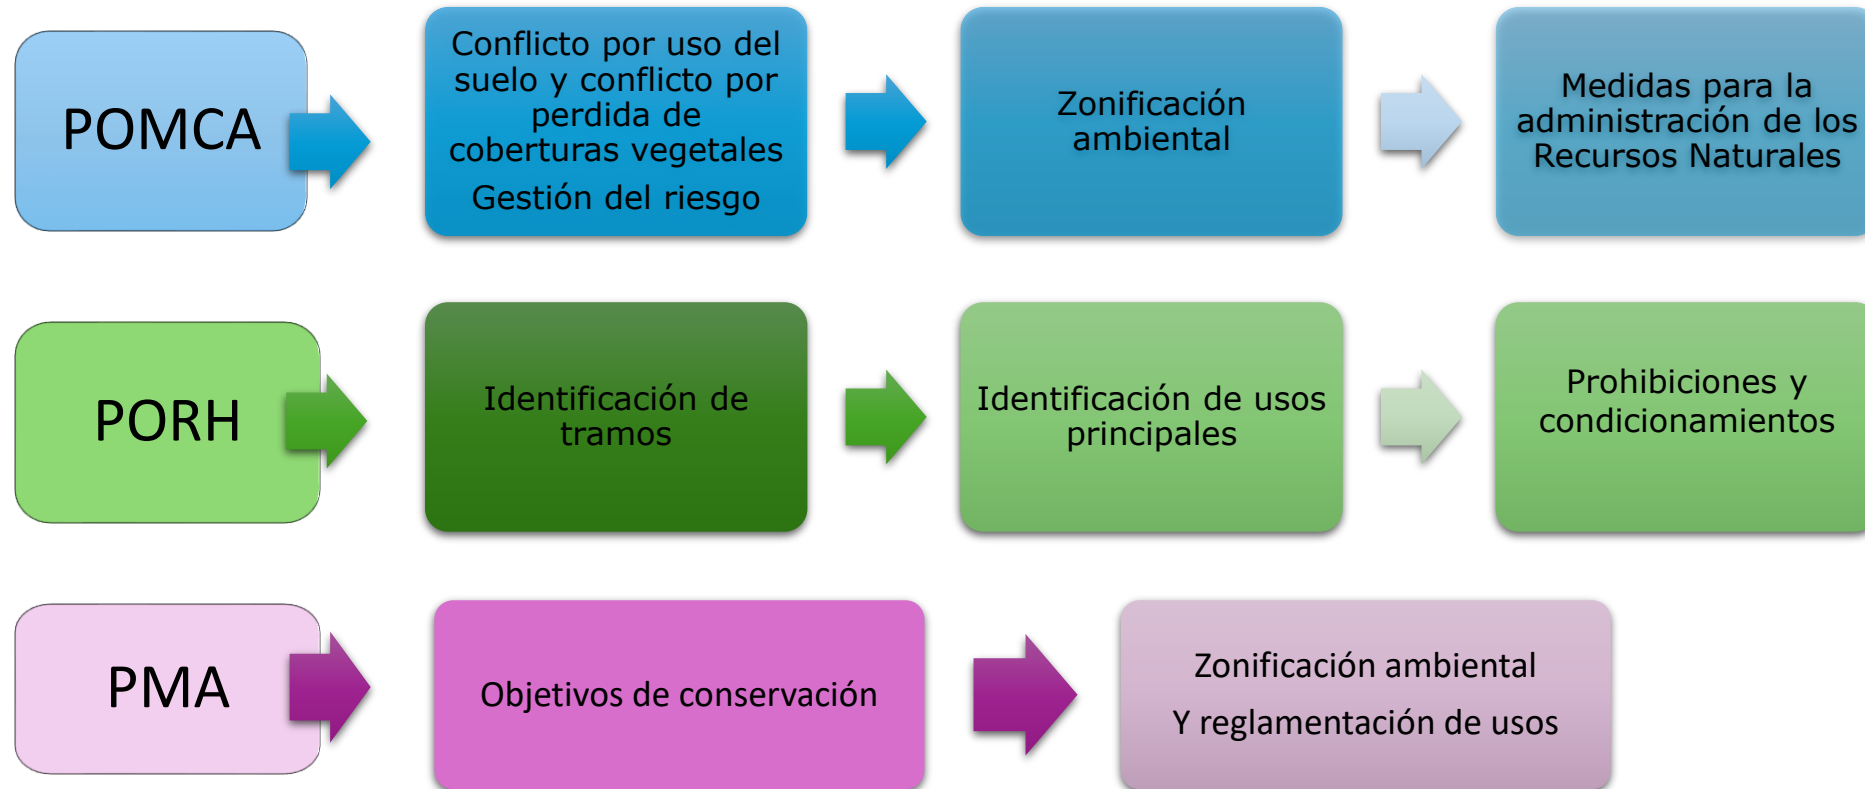 POMCA
Conflicto por uso del
suelo y conflicto por
perdida de
coberturas vegetales
Gestión del riesgo
Zonificación
ambiental
Medidas para la
administración de los
Recursos Naturales
PORH
Identificación de
tramos
Identificación de usos
principales
Prohibiciones y
condicionamientos
PMA
Objetivos de conservación
Zonificación ambiental
Y reglamentación de usos